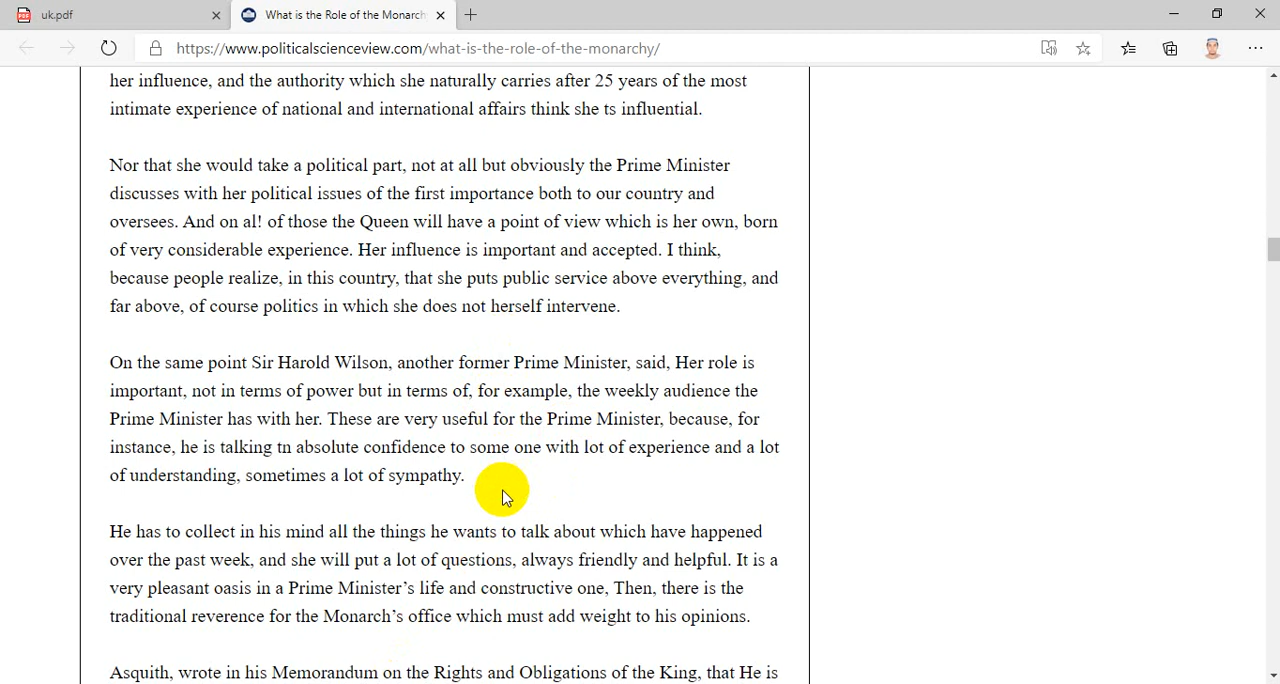 uk.pdf
What is the Role of the Monarch
https://www.politicalscienceview.com/what-is-the-role-of-the-monarchy/
her influence, and the authority which she naturally carries after 25 years of the most
intimate experience of national and international affairs think she ts influential.
Nor that she would take a political part, not at all but obviously the Prime Minister
discusses with her political issues of the first importance both to our country and
oversees. And on al! of those the Queen will have a point of view which is her own, born
of very considerable experience. Her influence is important and accepted. I think,
because people realize, in this country, that she puts public service above everything, and
far above, of course politics in which she does not herself intervene.
On the same point Sir Harold Wilson, another former Prime Minister, said, Her role is
important, not in terms of power but in terms of, for example, the weekly audience the
Prime Minister has with her. These are very useful for the Prime Minister, because, for
instance, he is talking tn absolute confidence to some one with lot of experience and a lot
of understanding, sometimes a lot of sympathy.
He has to collect in his mind all the things he wants to talk about which have happened
over the past week, and she will put a lot of questions, always friendly and helpful. It is a
very pleasant oasis in a Prime Minister's life and constructive one, Then, there is the
traditional reverence for the Monarch's office which must add weight to his opinions.
Asquith, wrote in his Memorandum on the Rights and Obligations of the King, that He is